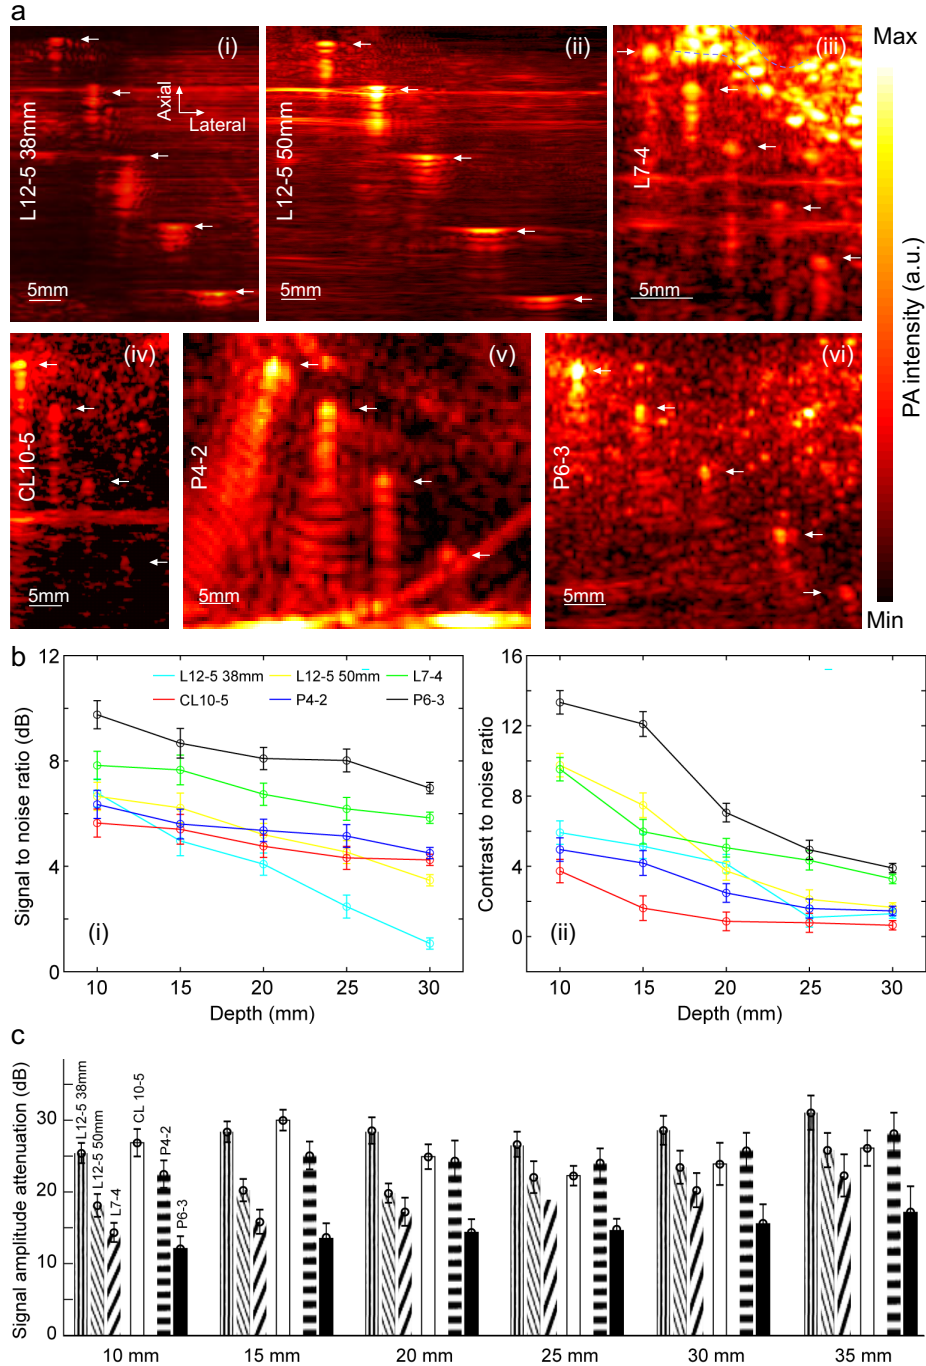 a
(i)
(ii)
(iii)
Max
Axial
Lateral
L12-5 38mm
L12-5 50mm
L7-4
5mm
5mm
5mm
PA intensity (a.u.)
(iv)
(v)
(vi)
CL10-5
P4-2
P6-3
5mm
5mm
5mm
Min
b
12
8
4
0
Signal to noise ratio (dB)
L12-5 38mm
L12-5 50mm
L7-4
CL10-5
P4-2
P6-3
(i)
10
15
20
25
30
Depth (mm)
16
12
8
4
0
Contrast to noise ratio
(ii)
10
15
20
25
30
Depth (mm)
c
Signal amplitude attenuation (dB)
30
20
10
0
L12-5 38mm
L12-5 50mm
L7-4
CL 10-5
P4-2
P6-3
10 mm
15 mm
20 mm
25 mm
30 mm
35 mm